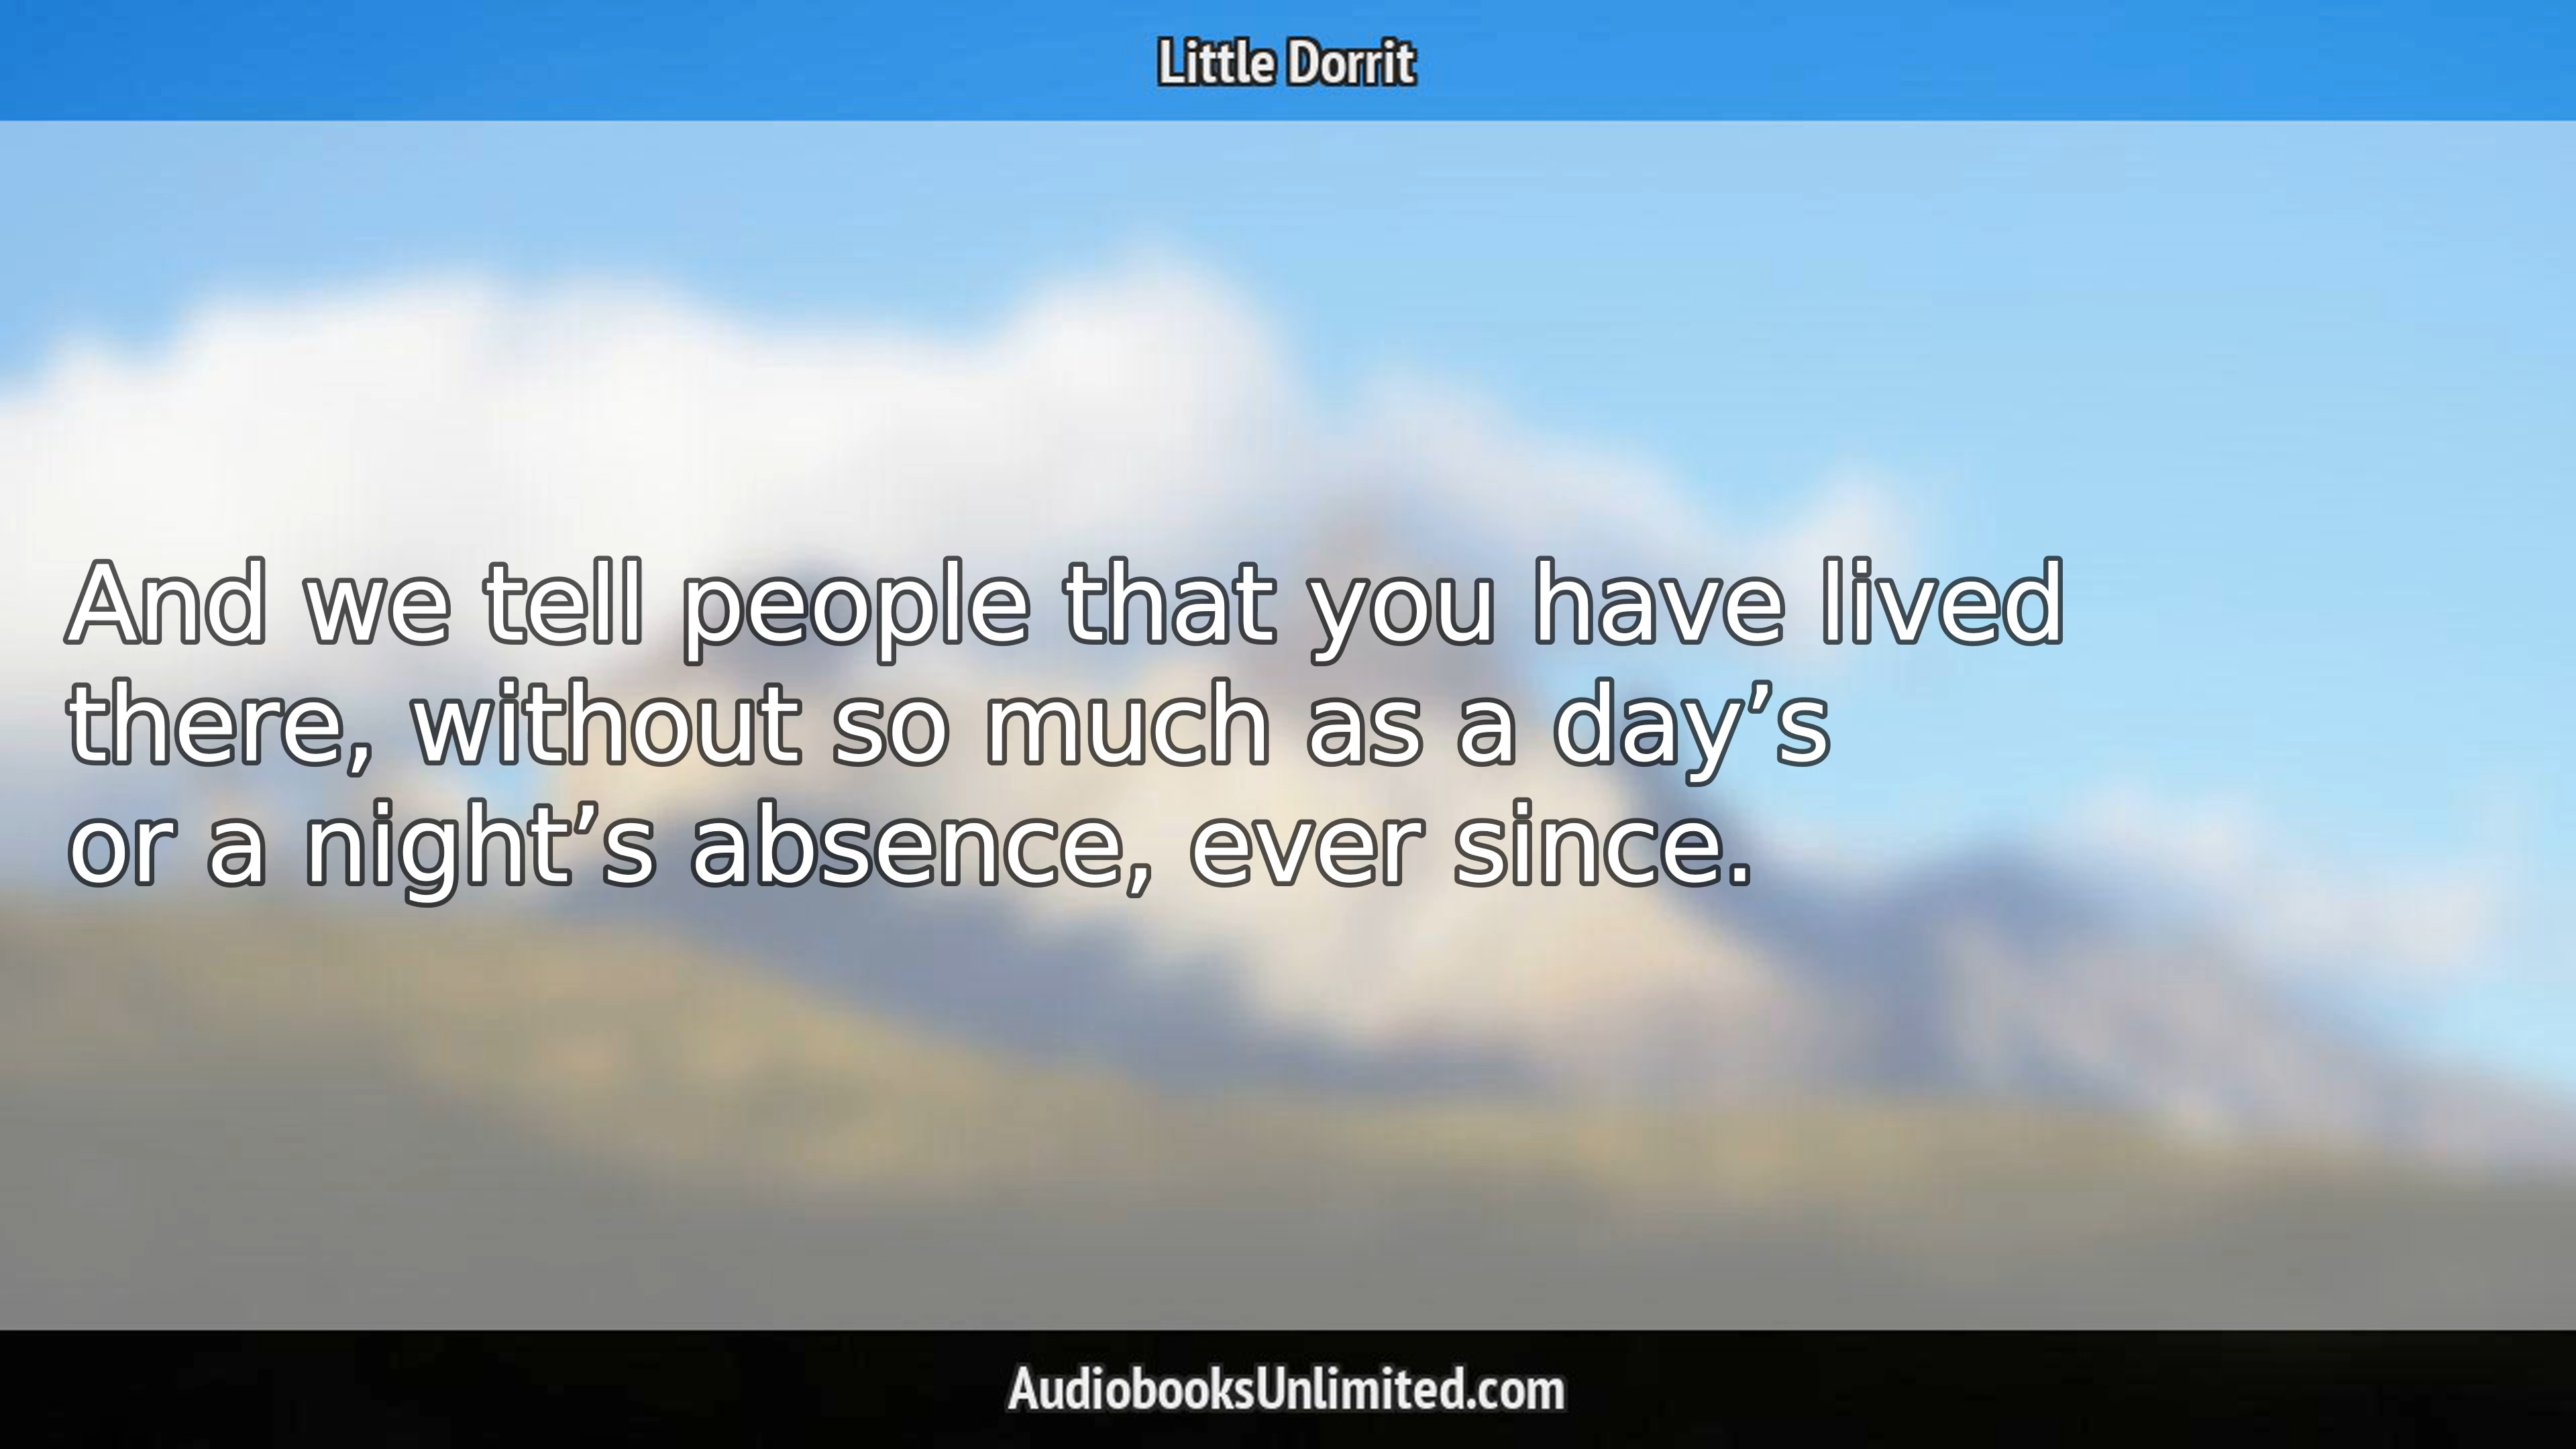 Little Dorrit
And we tell people that you have lived
there, without so much as a day’s
or a night’s absence, ever since.
AudiobooksUnlimited.com